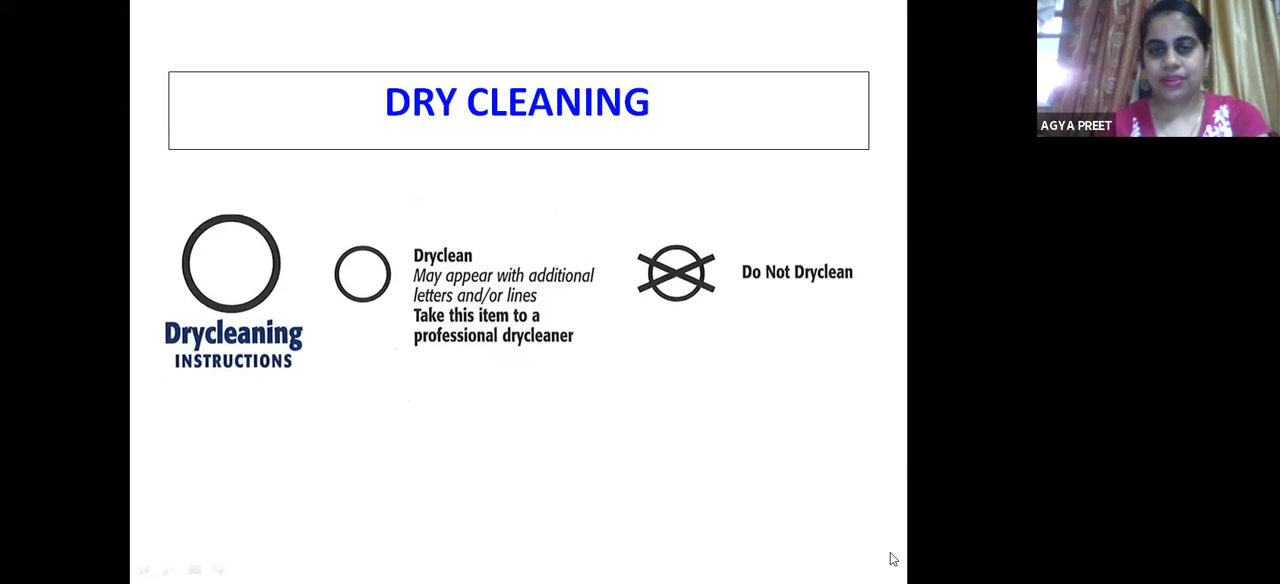 DRY CLEANING
Drycleaning
INSTRUCTIONS
Dryclean
May appear with additional
letters and/or lines
Take this item to a
professional drycleaner
Do Not Dryclean
AGYA PREET